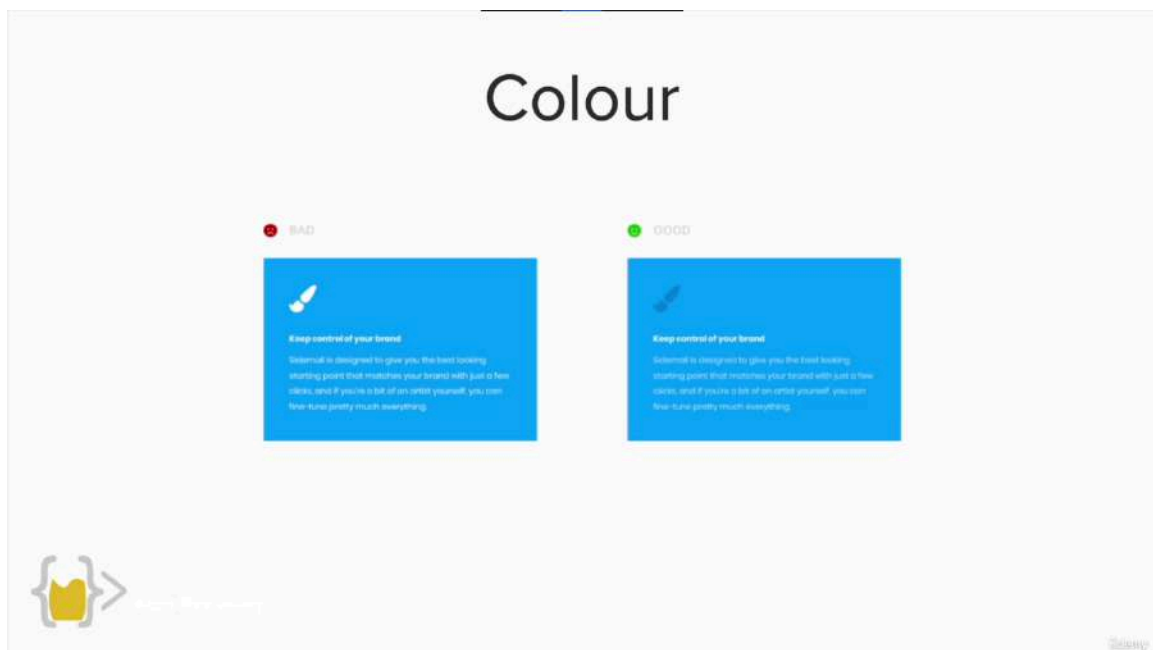 Colour
BAD
GOOD
Keep control of your brand
is designed to give you the best looking
starting point that matches your brand with just a few
clicks, and if you're a bit of an artist yourself, you can
fine-tune pretty much everything.
Keep control of your brand
is designed to give you the best looking
starting point that matches your brand with just a few
clicks, and if you're a bit of an artist yourself, you can
fine-tune pretty much everything.
Udemy